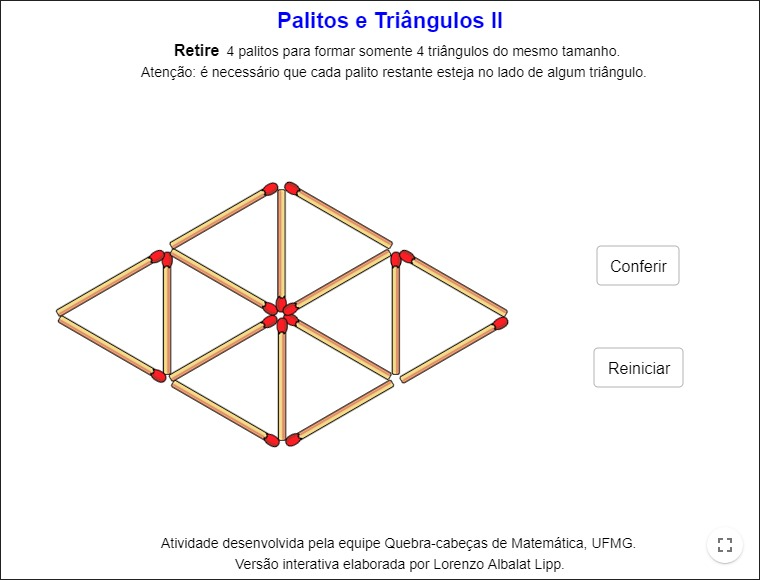 Palitos e Triângulos II
Retire 4 palitos para formar somente 4 triângulos do mesmo tamanho.
Atenção: é necessário que cada palito restante esteja no lado de algum triângulo.
Conferir
Reiniciar
Atividade desenvolvida pela equipe Quebra-cabeças de Matemática, UFMG.
Versão interativa elaborada por Lorenzo Albalat Lipp.